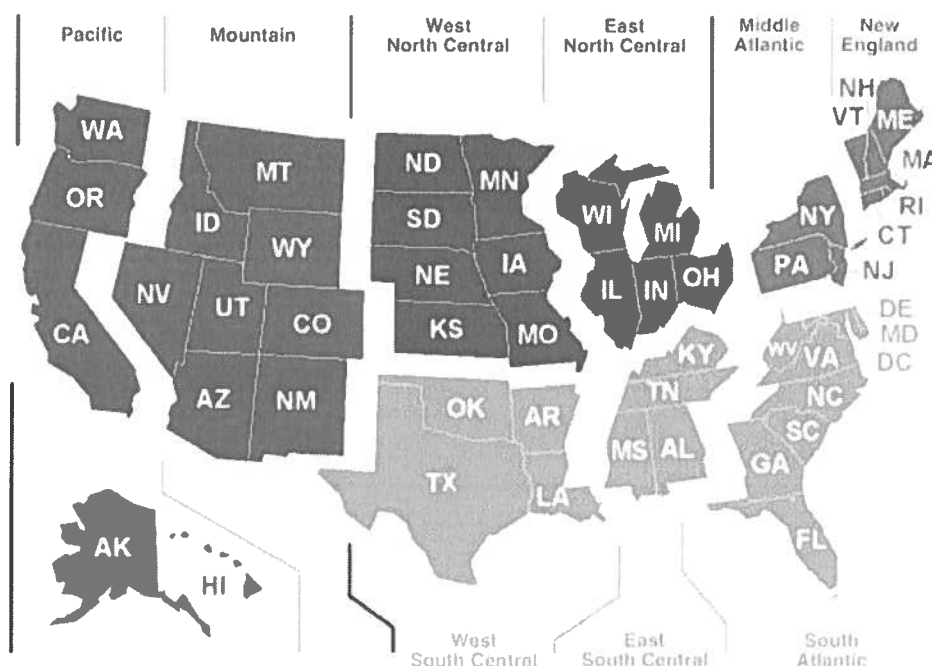 Pacific
Mountain
West
North Central
East
North Central
Middle
Atlantic
New
England
WA
OR
CA
AK
HI
MT
ID
WY
NV
UT
CO
AZ
NM
ND
MN
SD
NE
IA
KS
MO
WI
MI
IL
IN
OH
NH
VT
ME
MA
RI
CT
NY
PA
NJ
DE
MD
DC
OK
AR
TX
LA
KY
TN
MS
AL
WV
VA
NC
SC
GA
FL
West
South Central
East
South Central
South
Atlantic